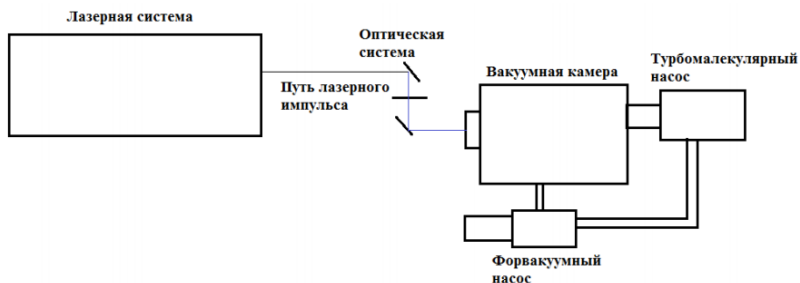 Лазерная система
Оптическая
система
Путь лазерного
импульса
Вакуумная камера
Турбомалекулярный
насос
Форвакуумный
насос